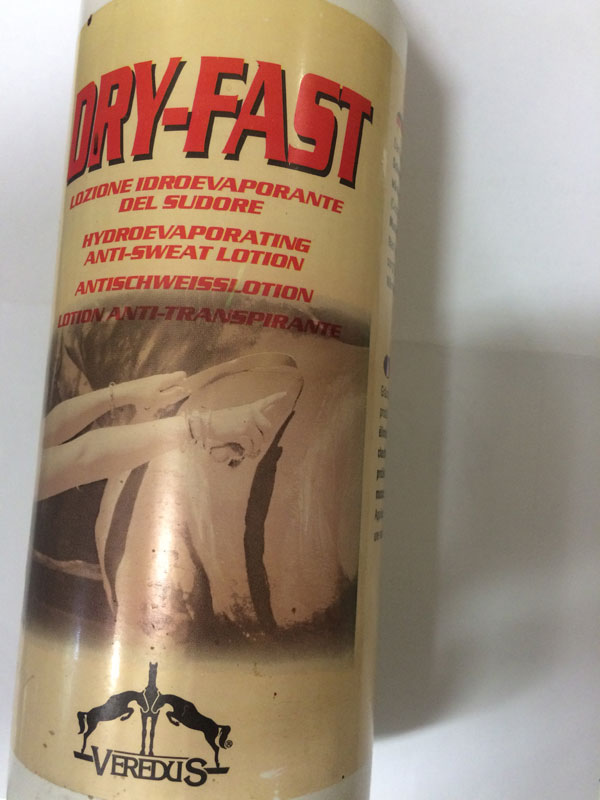 DRY-FAST
LOZIONE IDROEVAPORANTE
DEL SUDORE
HYDROEVAPORATING
ANTI-SWEAT LOTION
ANTISCHWEISSLOTION
LOTION ANTI-TRANSPIRANTE
VEREDUS®